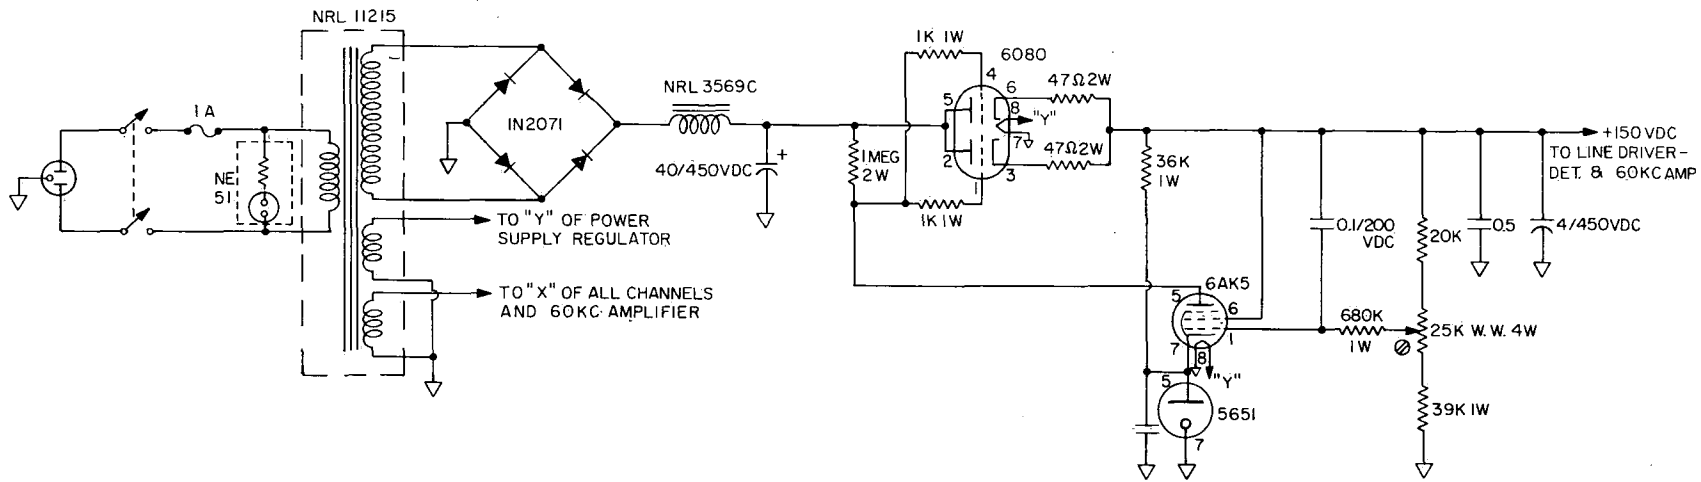 NRL 11215
1 A
NE
51
IN2071
TO "Y" OF POWER
SUPPLY REGULATOR
TO "X" OF ALL CHANNELS
AND 60KC AMPLIFIER
NRL 3569C
+
40/450VDC
1 MEG
2W
1K 1W
6080
4
5
2
6
8
"Y"
7
3
1
1K 1W
47Ω2W
47Ω2W
36K
1W
6AK5
5
6
1
7
8
"Y"
5
5651
7
0.1/200
VDC
680K
1W
20K
25K W. W. 4W
39K 1W
0.5
4/450VDC
+150 VDC
TO LINE DRIVER-
DET. & 60KC AMP